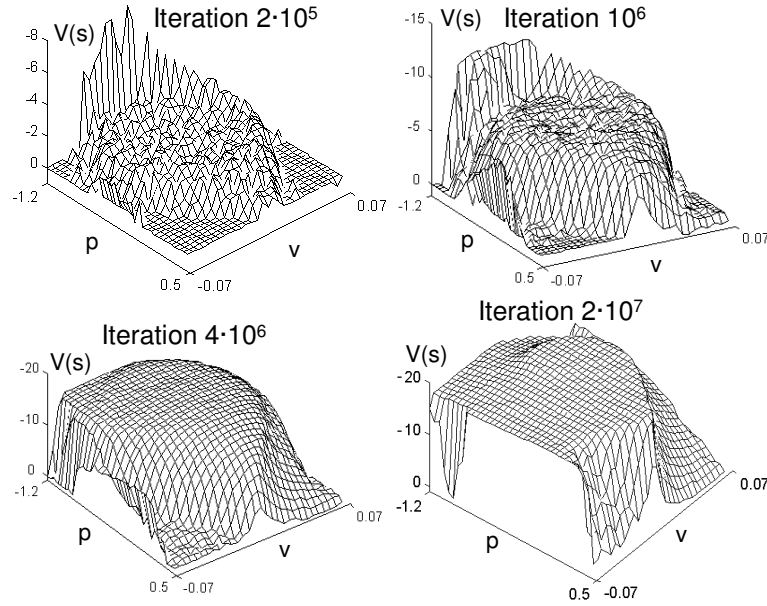 Iteration 2·10⁵
V(s)
-8
-6
-4
-2
0
-1.2
p
0.5
-0.07
v
0.07
Iteration 10⁶
V(s)
-15
-10
-5
0
-1.2
p
0.5
-0.07
v
0.07
Iteration 4·10⁶
V(s)
-20
-10
0
-1.2
p
0.5
-0.07
v
0.07
Iteration 2·10⁷
V(s)
-20
-10
0
-1.2
p
0.5
-0.07
v
0.07